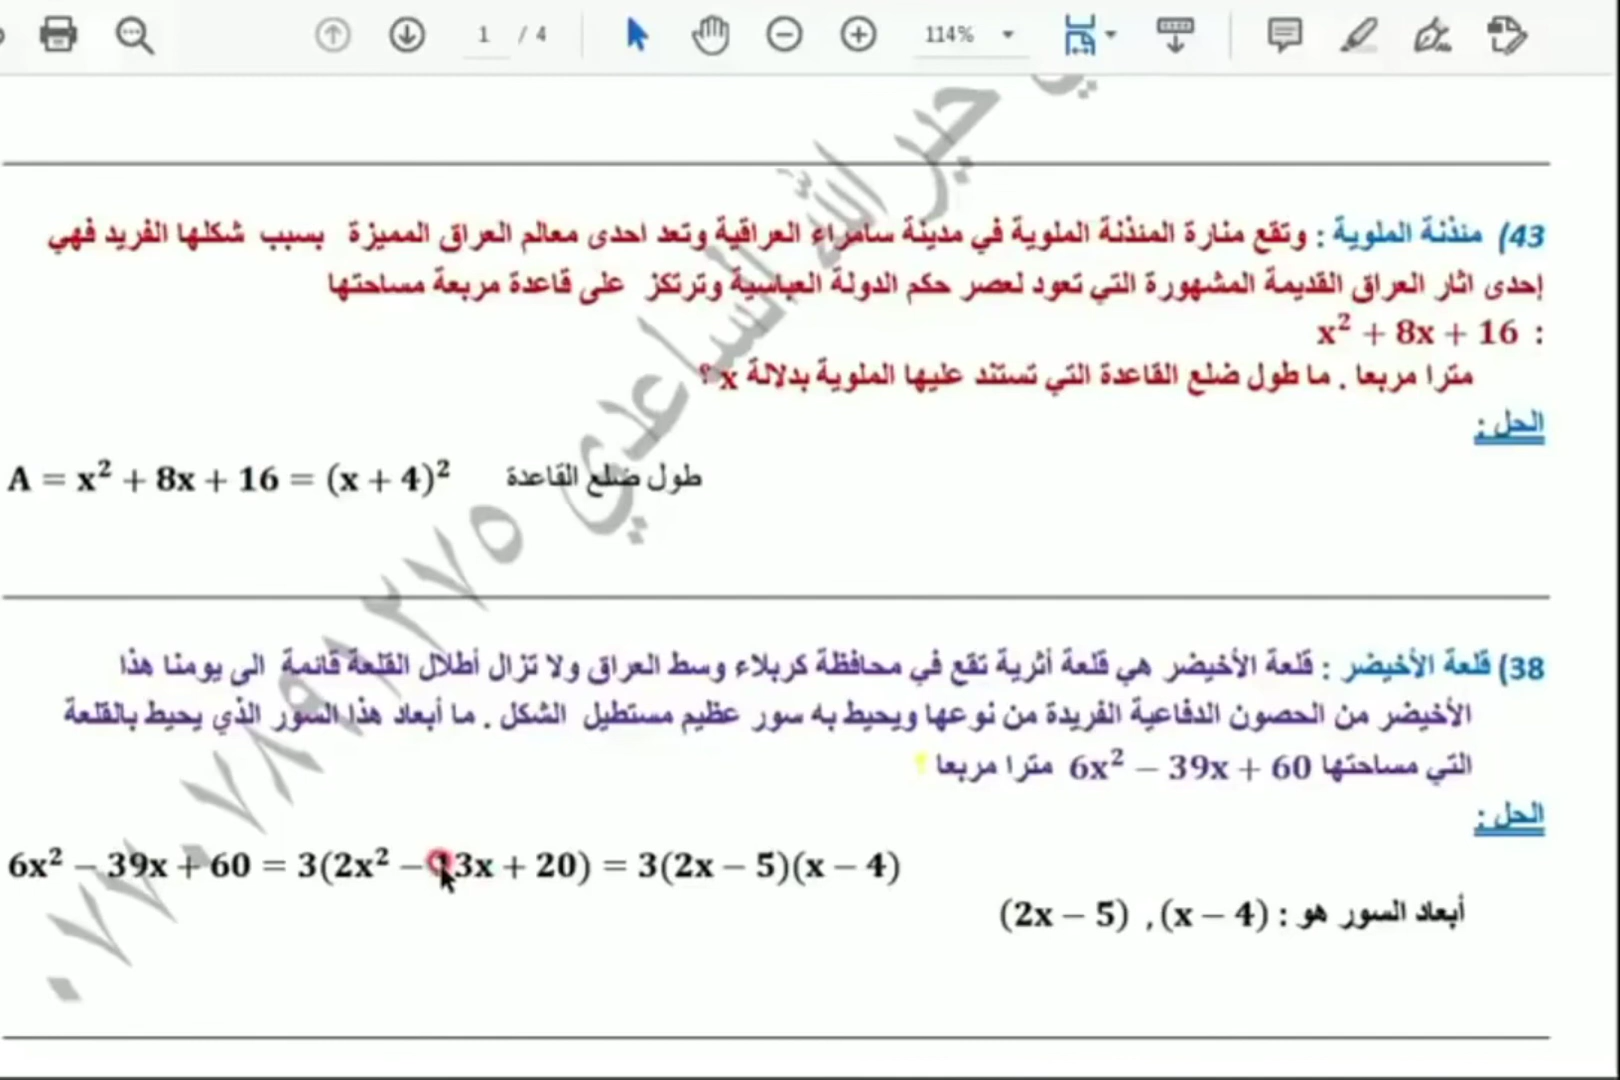 1 / 4 114%
43) منذنة الملوية : وتقع منارة المنذنة الملوية في مدينة سامراء العراقية وتعد احدى معالم العراق المميزة بسبب شكلها الفريد فهي
إحدى اثار العراق القديمة المشهورة التي تعود لعصر حكم الدولة العباسية وترتكز على قاعدة مربعة مساحتها
: x² + 8x + 16
مترا مربعا . ما طول ضلع القاعدة التي تستند عليها الملوية بدلالة x ؟
الحل :
A = x² + 8x + 16 = (x + 4)² طول ضلع القاعدة
38) قلعة الأخيضر : قلعة الأخيضر هي قلعة أثرية تقع في محافظة كربلاء وسط العراق ولا تزال أطلال القلعة قائمة الى يومنا هذا
الأخيضر من الحصون الدفاعية الفريدة من نوعها ويحيط به سور عظيم مستطيل الشكل . ما أبعاد هذا السور الذي يحيط بالقلعة
التي مساحتها 6x² − 39x + 60 مترا مربعا ؟
الحل :
6x² − 39x + 60 = 3(2x² − 13x + 20) = 3(2x − 5)(x − 4)
أبعاد السور هو : (2x − 5) , (x − 4)